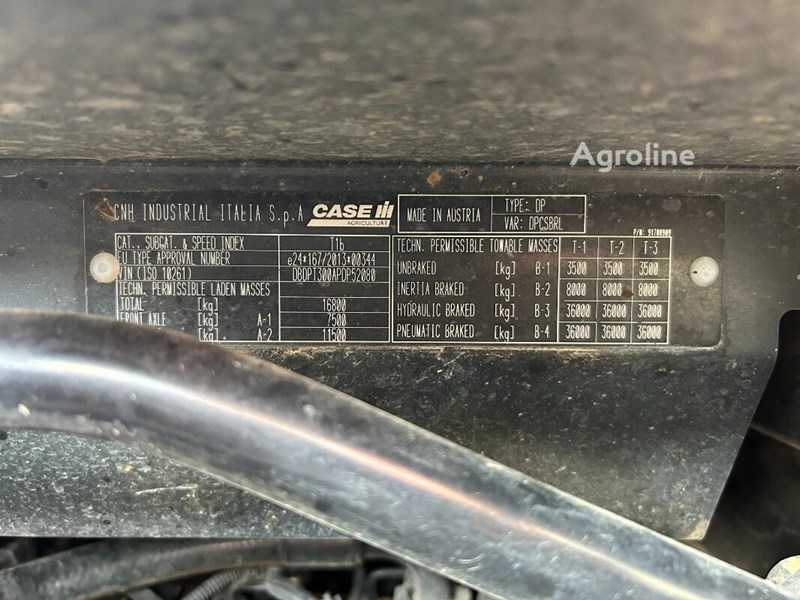 Agroline
CNH INDUSTRIAL ITALIA S.p.A CASE IH AGRICULTURE
MADE IN AUSTRIA
TYPE: DP
VAR: DPCSBRL
P/N: 91700909
CAT., SUBCAT. & SPEED INDEX T1b
EU TYPE APPROVAL NUMBER e24*167/2013*00344
PIN (ISO 10261) DBDPT300APDP52080
TECHN. PERMISSIBLE LADEN MASSES
TOTAL [kg] 16800
FRONT AXLE [kg] A-1 7500
[kg] A-2 11500
TECHN. PERMISSIBLE TOWABLE MASSES T-1 T-2 T-3
UNBRAKED [kg] B-1 3500 3500 3500
INERTIA BRAKED [kg] B-2 8000 8000 8000
HYDRAULIC BRAKED [kg] B-3 36000 36000 36000
PNEUMATIC BRAKED [kg] B-4 36000 36000 36000